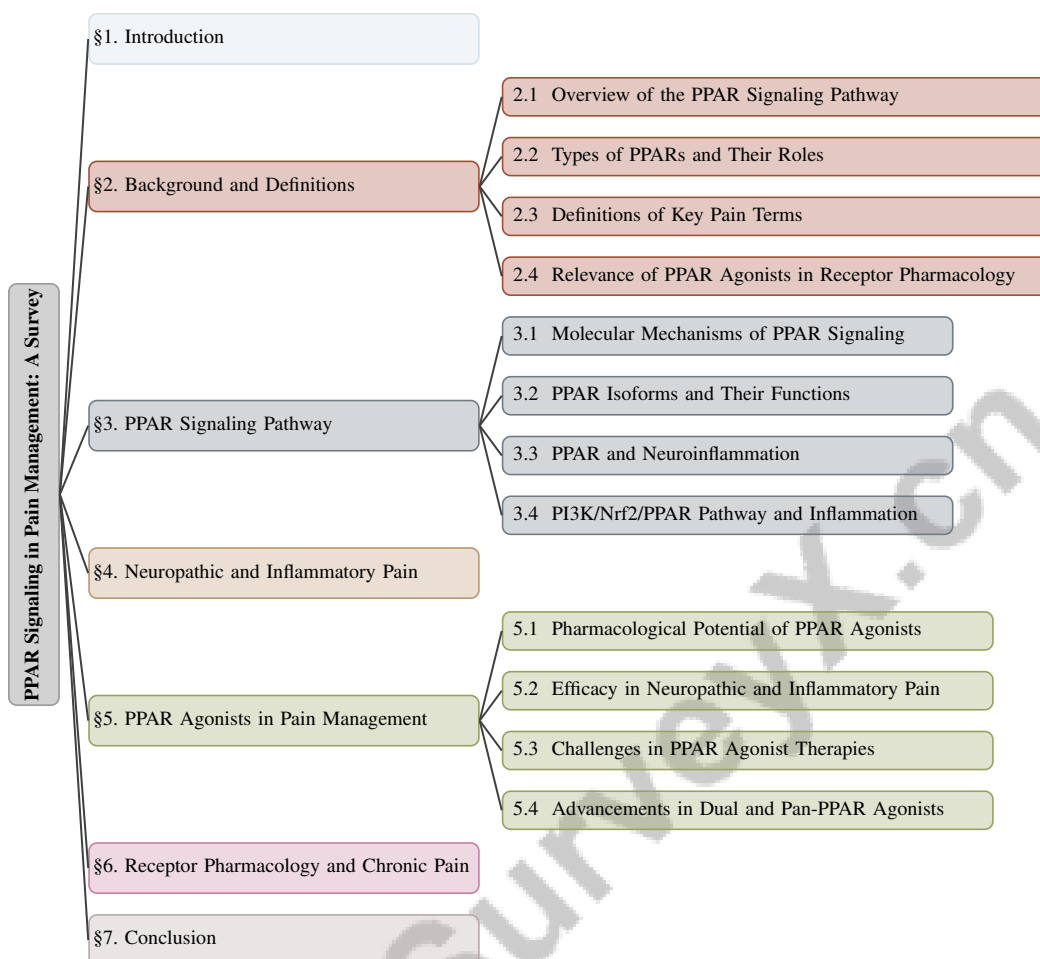 PPAR Signaling in Pain Management: A Survey
§1. Introduction
§2. Background and Definitions
2.1 Overview of the PPAR Signaling Pathway
2.2 Types of PPARs and Their Roles
2.3 Definitions of Key Pain Terms
2.4 Relevance of PPAR Agonists in Receptor Pharmacology
§3. PPAR Signaling Pathway
3.1 Molecular Mechanisms of PPAR Signaling
3.2 PPAR Isoforms and Their Functions
3.3 PPAR and Neuroinflammation
3.4 PI3K/Nrf2/PPAR Pathway and Inflammation
§4. Neuropathic and Inflammatory Pain
§5. PPAR Agonists in Pain Management
5.1 Pharmacological Potential of PPAR Agonists
5.2 Efficacy in Neuropathic and Inflammatory Pain
5.3 Challenges in PPAR Agonist Therapies
5.4 Advancements in Dual and Pan-PPAR Agonists
§6. Receptor Pharmacology and Chronic Pain
§7. Conclusion
SurveyX.cn